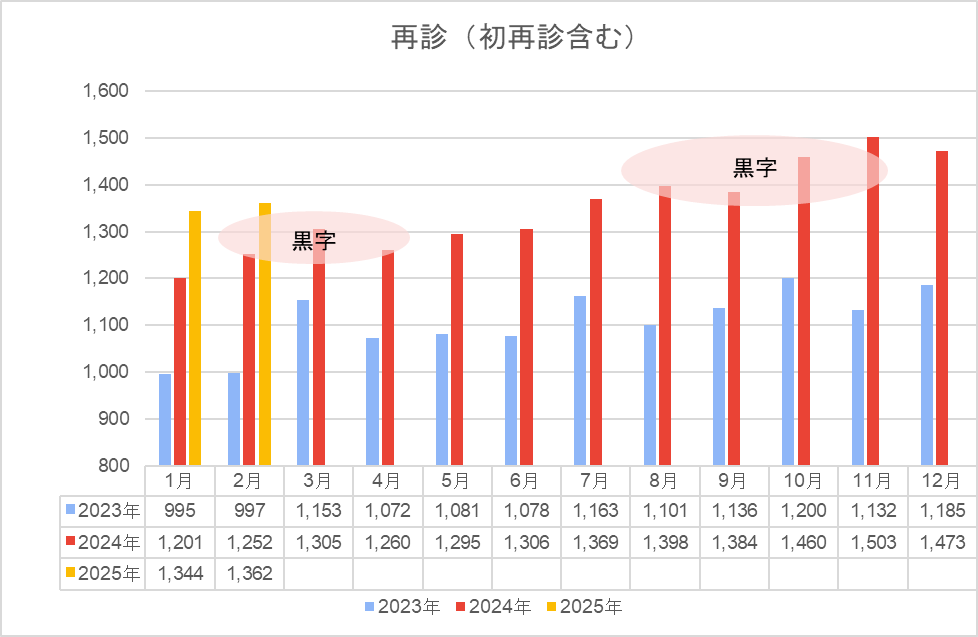 再診（初再診含む）
1,600
1,500
1,400
1,300
1,200
1,100
1,000
900
800
黒字
黒字
1月 2月 3月 4月 5月 6月 7月 8月 9月 10月 11月 12月
2023年 995 997 1,153 1,072 1,081 1,078 1,163 1,101 1,136 1,200 1,132 1,185
2024年 1,201 1,252 1,305 1,260 1,295 1,306 1,369 1,398 1,384 1,460 1,503 1,473
2025年 1,344 1,362
2023年 2024年 2025年